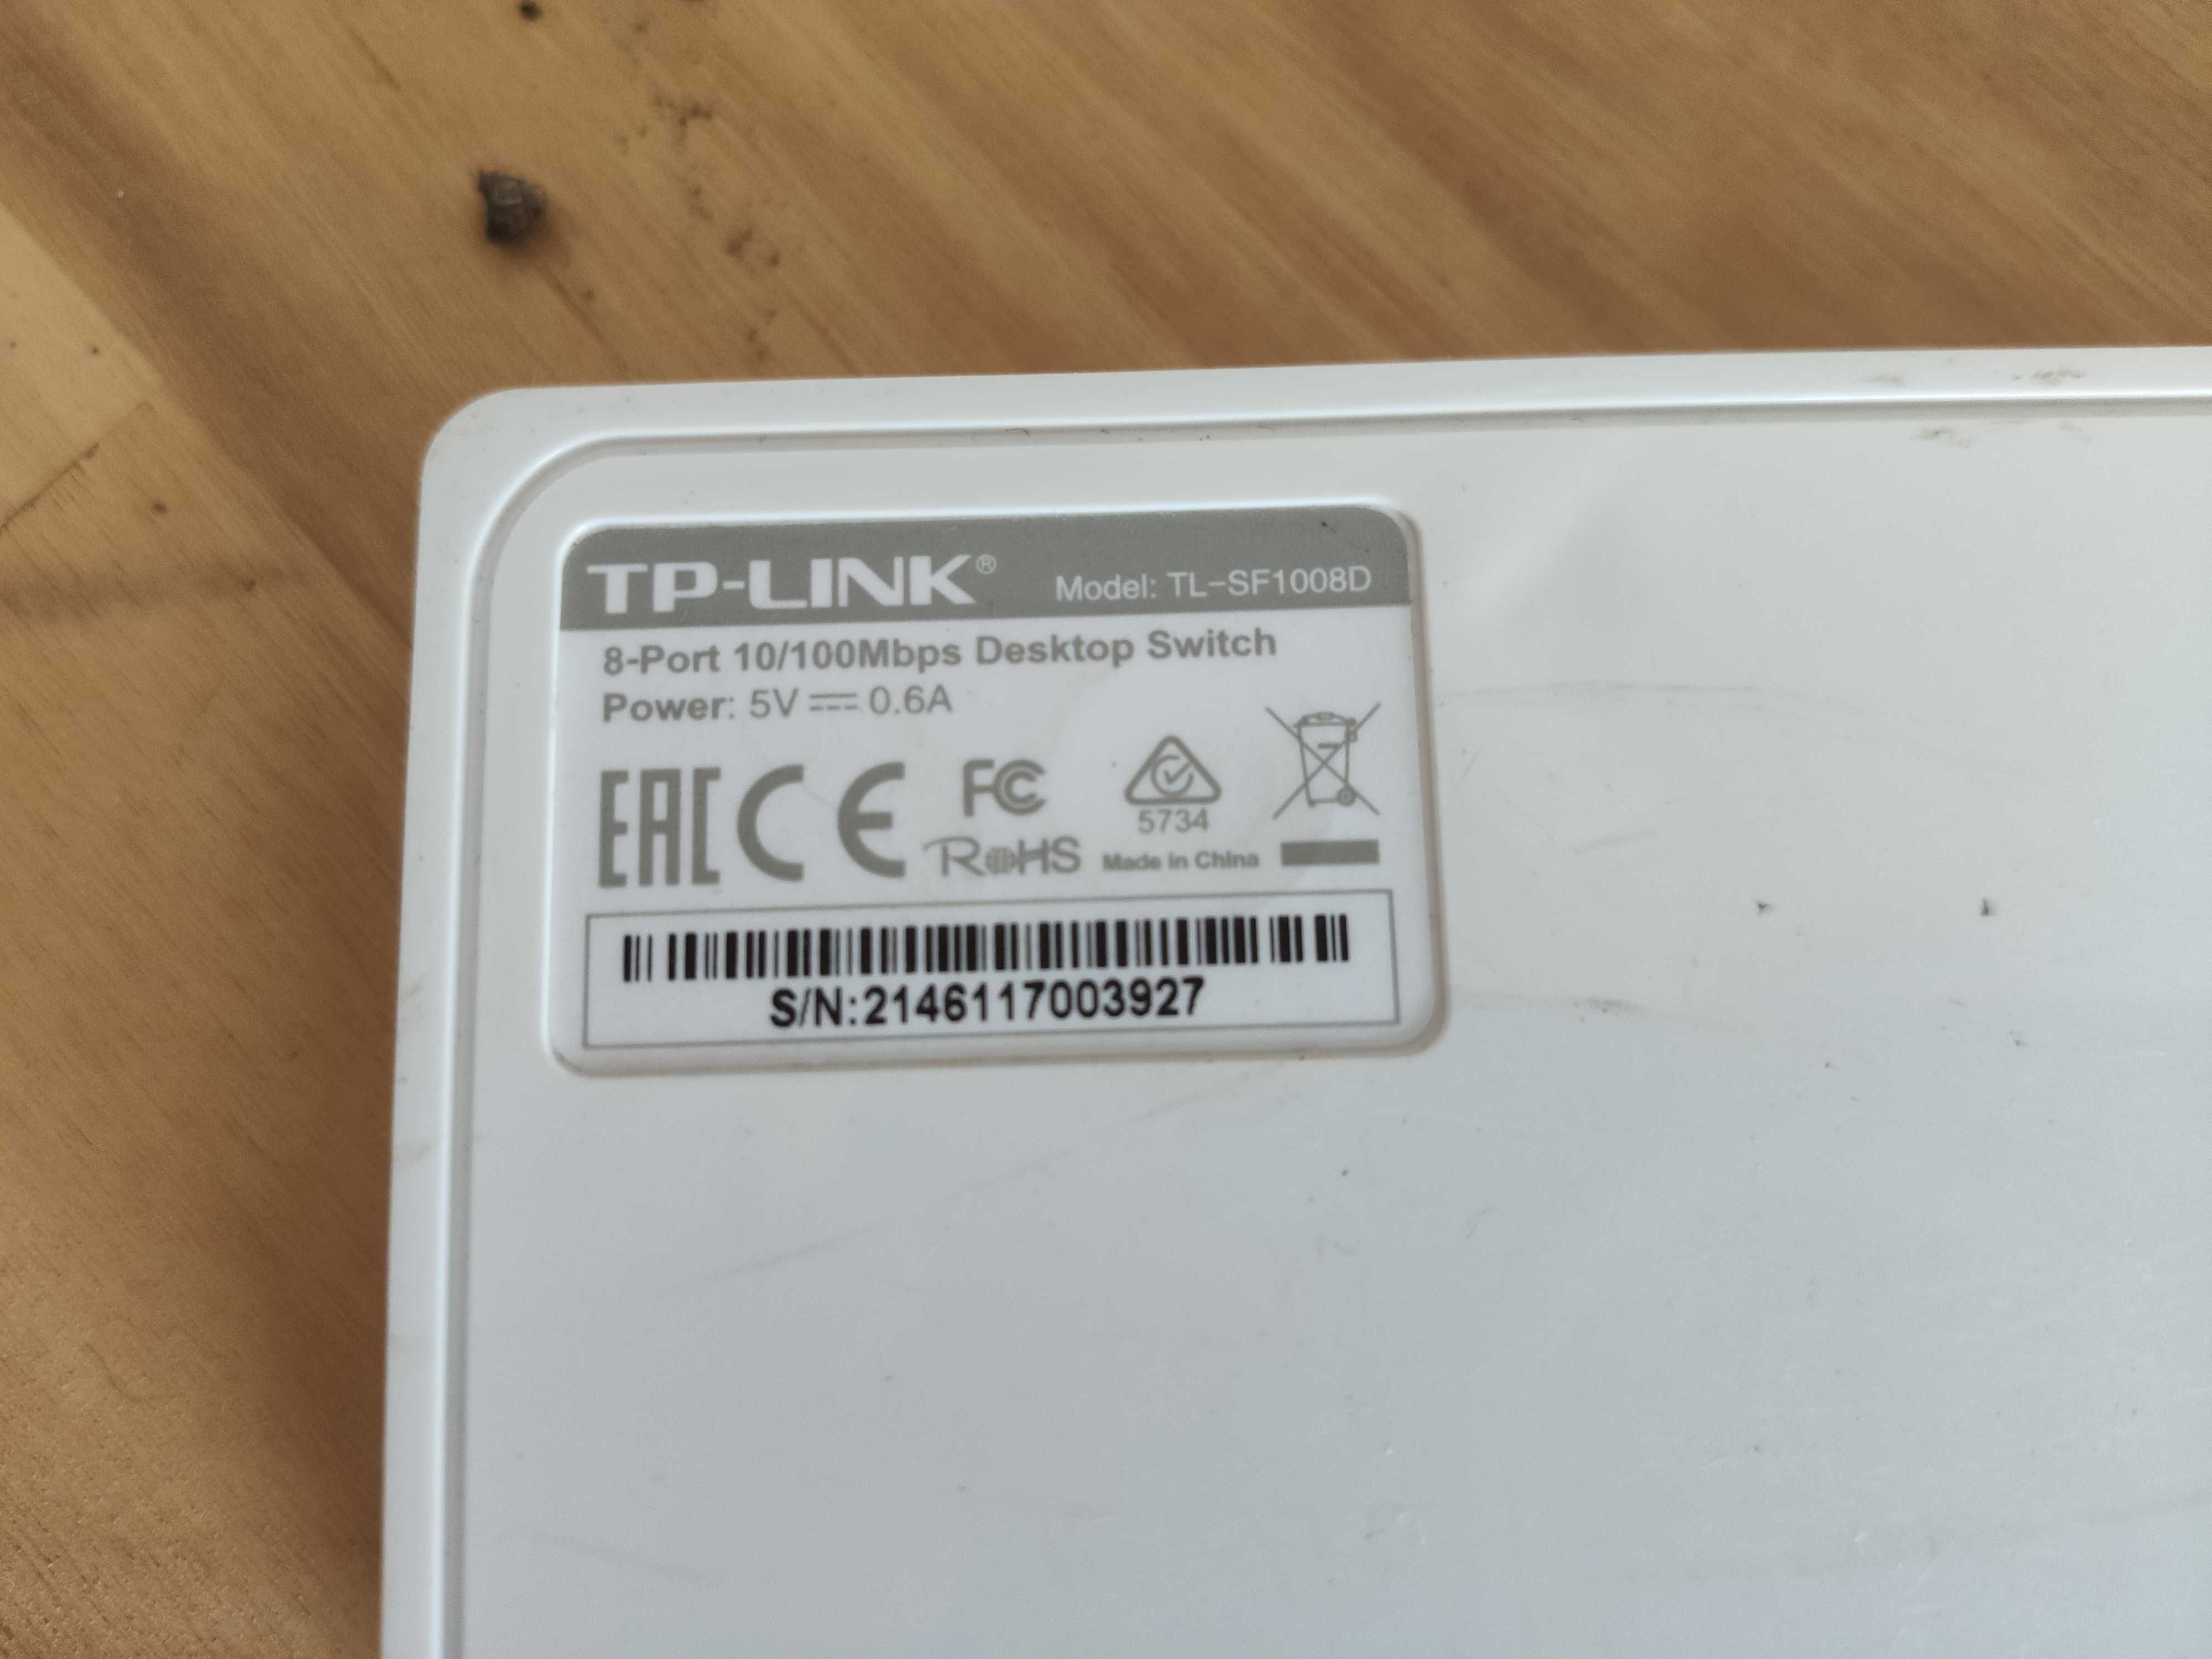 TP-LINK® Model: TL-SF1008D
8-Port 10/100Mbps Desktop Switch
Power: 5V ⎓ 0.6A
EAC CE FC
RoHS
5734
Made in China
S/N:2146117003927